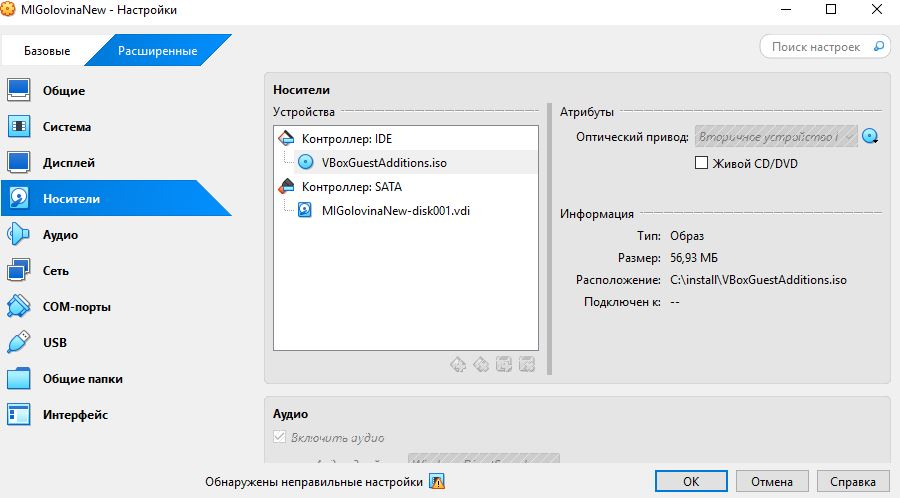 MIGolovinaNew - Настройки
Базовые
Расширенные
Поиск настроек
Общие
Система
Дисплей
Носители
Аудио
Сеть
COM-порты
USB
Общие папки
Интерфейс
Носители
Устройства
Контроллер: IDE
VBoxGuestAdditions.iso
Контроллер: SATA
MIGolovinaNew-disk001.vdi
Атрибуты
Оптический привод: Вторичное устройство I
Живой CD/DVD
Информация
Тип: Образ
Размер: 56,93 МБ
Расположение: C:\install\VBoxGuestAdditions.iso
Подключен к: --
Аудио
Включить аудио
Обнаружены неправильные настройки
OK
Отмена
Справка